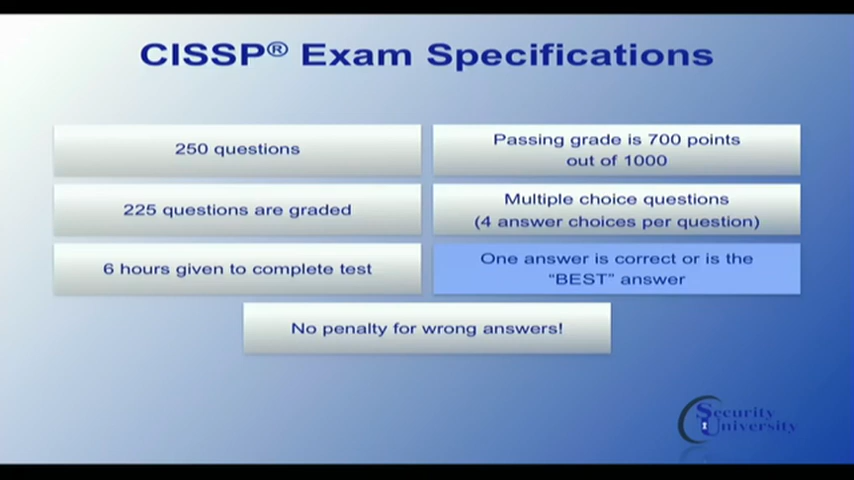 CISSP® Exam Specifications
250 questions
Passing grade is 700 points
out of 1000
225 questions are graded
Multiple choice questions
(4 answer choices per question)
6 hours given to complete test
One answer is correct or is the
“BEST” answer
No penalty for wrong answers!
Security
University